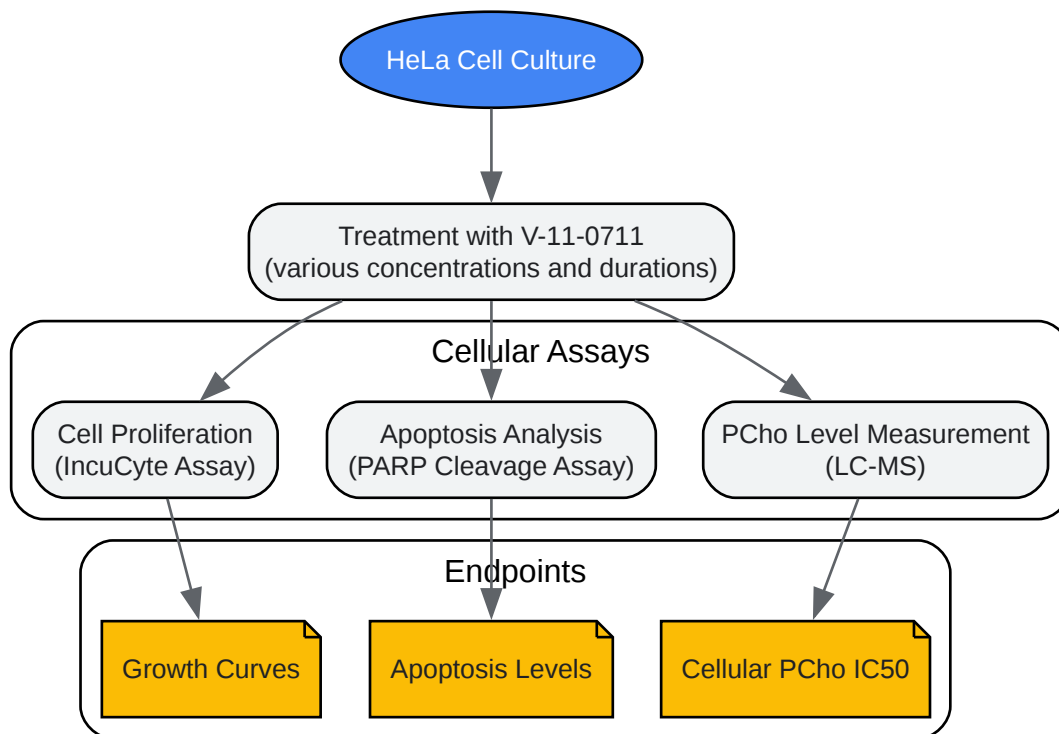 HeLa Cell Culture
Treatment with V-11-0711
(various concentrations and durations)
Cellular Assays
Cell Proliferation
(IncuCyte Assay)
Apoptosis Analysis
(PARP Cleavage Assay)
PCho Level Measurement
(LC-MS)
Endpoints
Growth Curves
Apoptosis Levels
Cellular PCho IC50